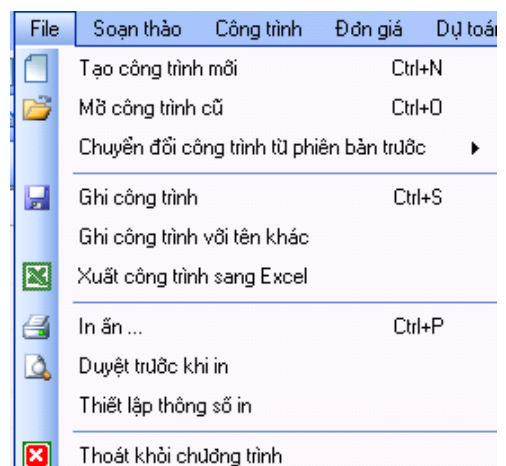 File Soạn thảo Công trình Đơn giá Dự toán
Tạo công trình mới Ctrl+N
Mở công trình cũ Ctrl+O
Chuyển đổi công trình từ phiên bản trước
Ghi công trình Ctrl+S
Ghi công trình với tên khác
Xuất công trình sang Excel
In ấn ... Ctrl+P
Duyệt trước khi in
Thiết lập thông số in
Thoát khỏi chương trình